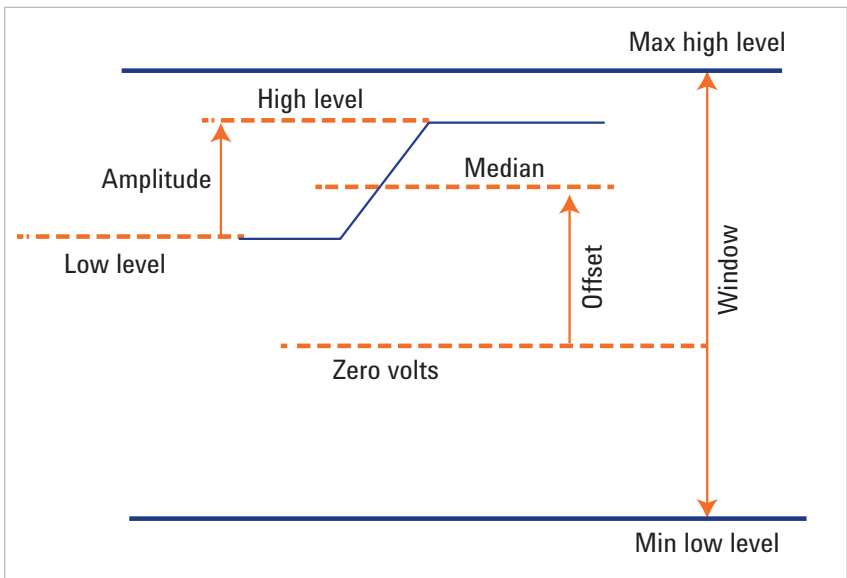 Max high level
High level
Median
Amplitude
Low level
Offset
Window
Zero volts
Min low level